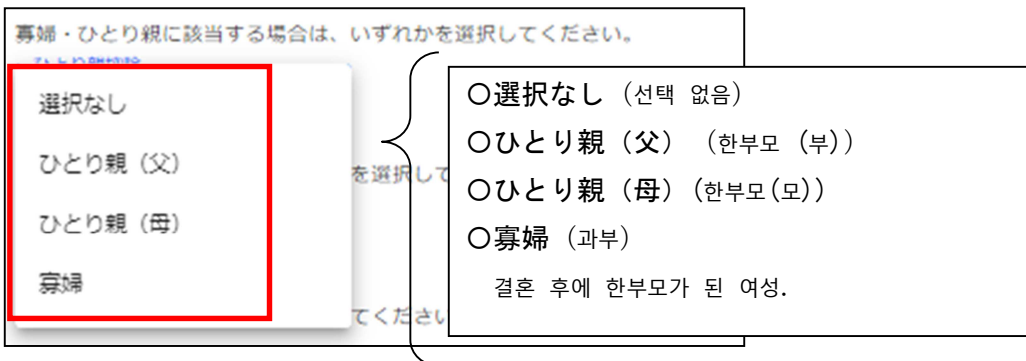 寡婦・ひとり親に該当する場合は、いずれかを選択してください。
選択なし
ひとり親（父）
ひとり親（母）
寡婦
を選択して
てください
〇選択なし（선택 없음）
〇ひとり親（父）（한부모（부））
〇ひとり親（母）（한부모(모)）
〇寡婦（과부）
결혼 후에 한부모가 된 여성.